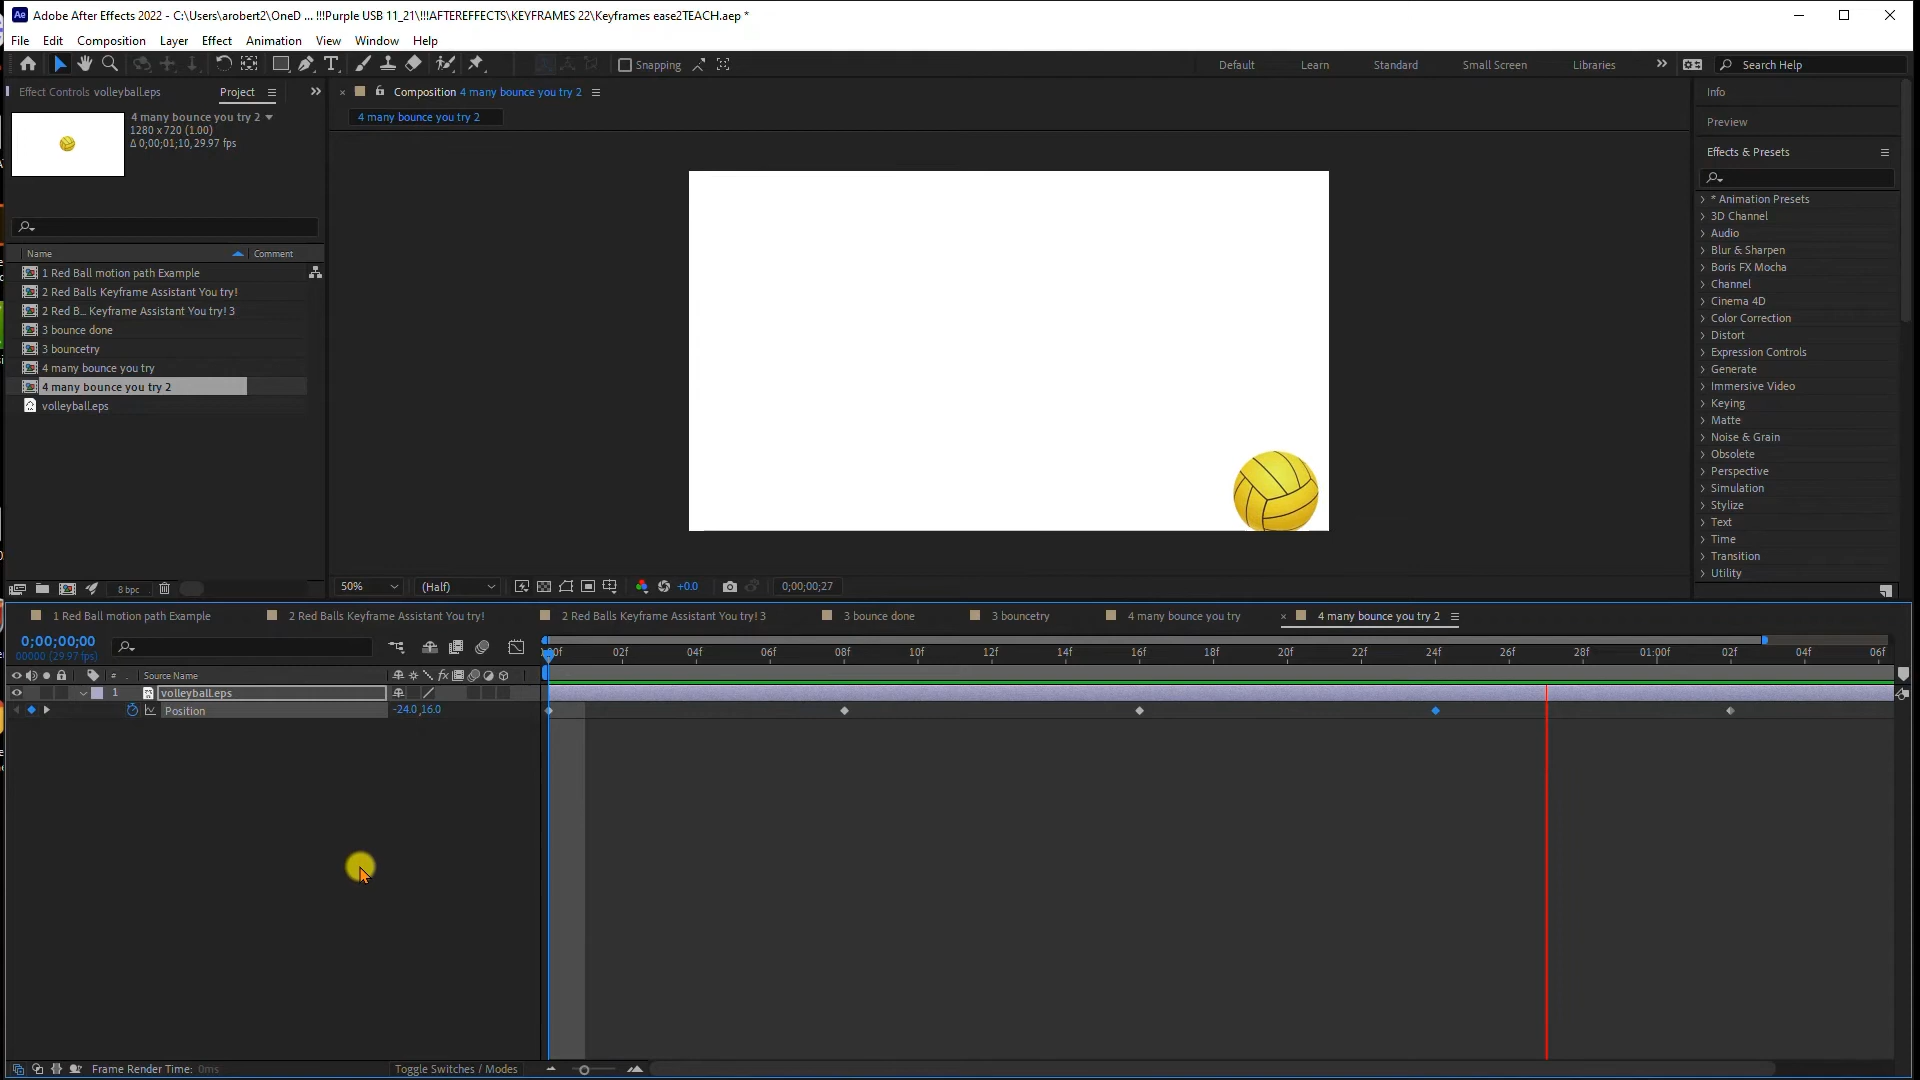 Adobe After Effects 2022 - C:\Users\arobert2\OneD ... !!!Purple USB 11_21\!!!AFTEREFFECTS\KEYFRAMES 22\Keyframes ease2TEACH.aep *
File Edit Composition Layer Effect Animation View Window Help
Snapping Default Learn Standard Small Screen Libraries Search Help
Effect Controls volleyball.eps Project
Composition 4 many bounce you try 2
4 many bounce you try 2
4 many bounce you try 2
1280 x 720 (1.00)
Δ 0;00;01;10, 29.97 fps
Name Comment
1 Red Ball motion path Example
2 Red Balls Keyframe Assistant You try!
2 Red B... Keyframe Assistant You try! 3
3 bounce done
3 bouncetry
4 many bounce you try
4 many bounce you try 2
volleyball.eps
8 bpc
50% (Half) +0.0 0;00;00;27
Info
Preview
Effects & Presets
* Animation Presets
3D Channel
Audio
Blur & Sharpen
Boris FX Mocha
Channel
Cinema 4D
Color Correction
Distort
Expression Controls
Generate
Immersive Video
Keying
Matte
Noise & Grain
Obsolete
Perspective
Simulation
Stylize
Text
Time
Transition
Utility
1 Red Ball motion path Example 2 Red Balls Keyframe Assistant You try! 2 Red Balls Keyframe Assistant You try! 3 3 bounce done 3 bouncetry 4 many bounce you try 4 many bounce you try 2
0;00;00;00
00000 (29.97 fps)
02f 04f 06f 08f 10f 12f 14f 16f 18f 20f 22f 24f 26f 28f 01:00f 02f 04f 06f
# Source Name fx
1 volleyball.eps
Position -24.0,16.0
Frame Render Time: 0ms Toggle Switches / Modes